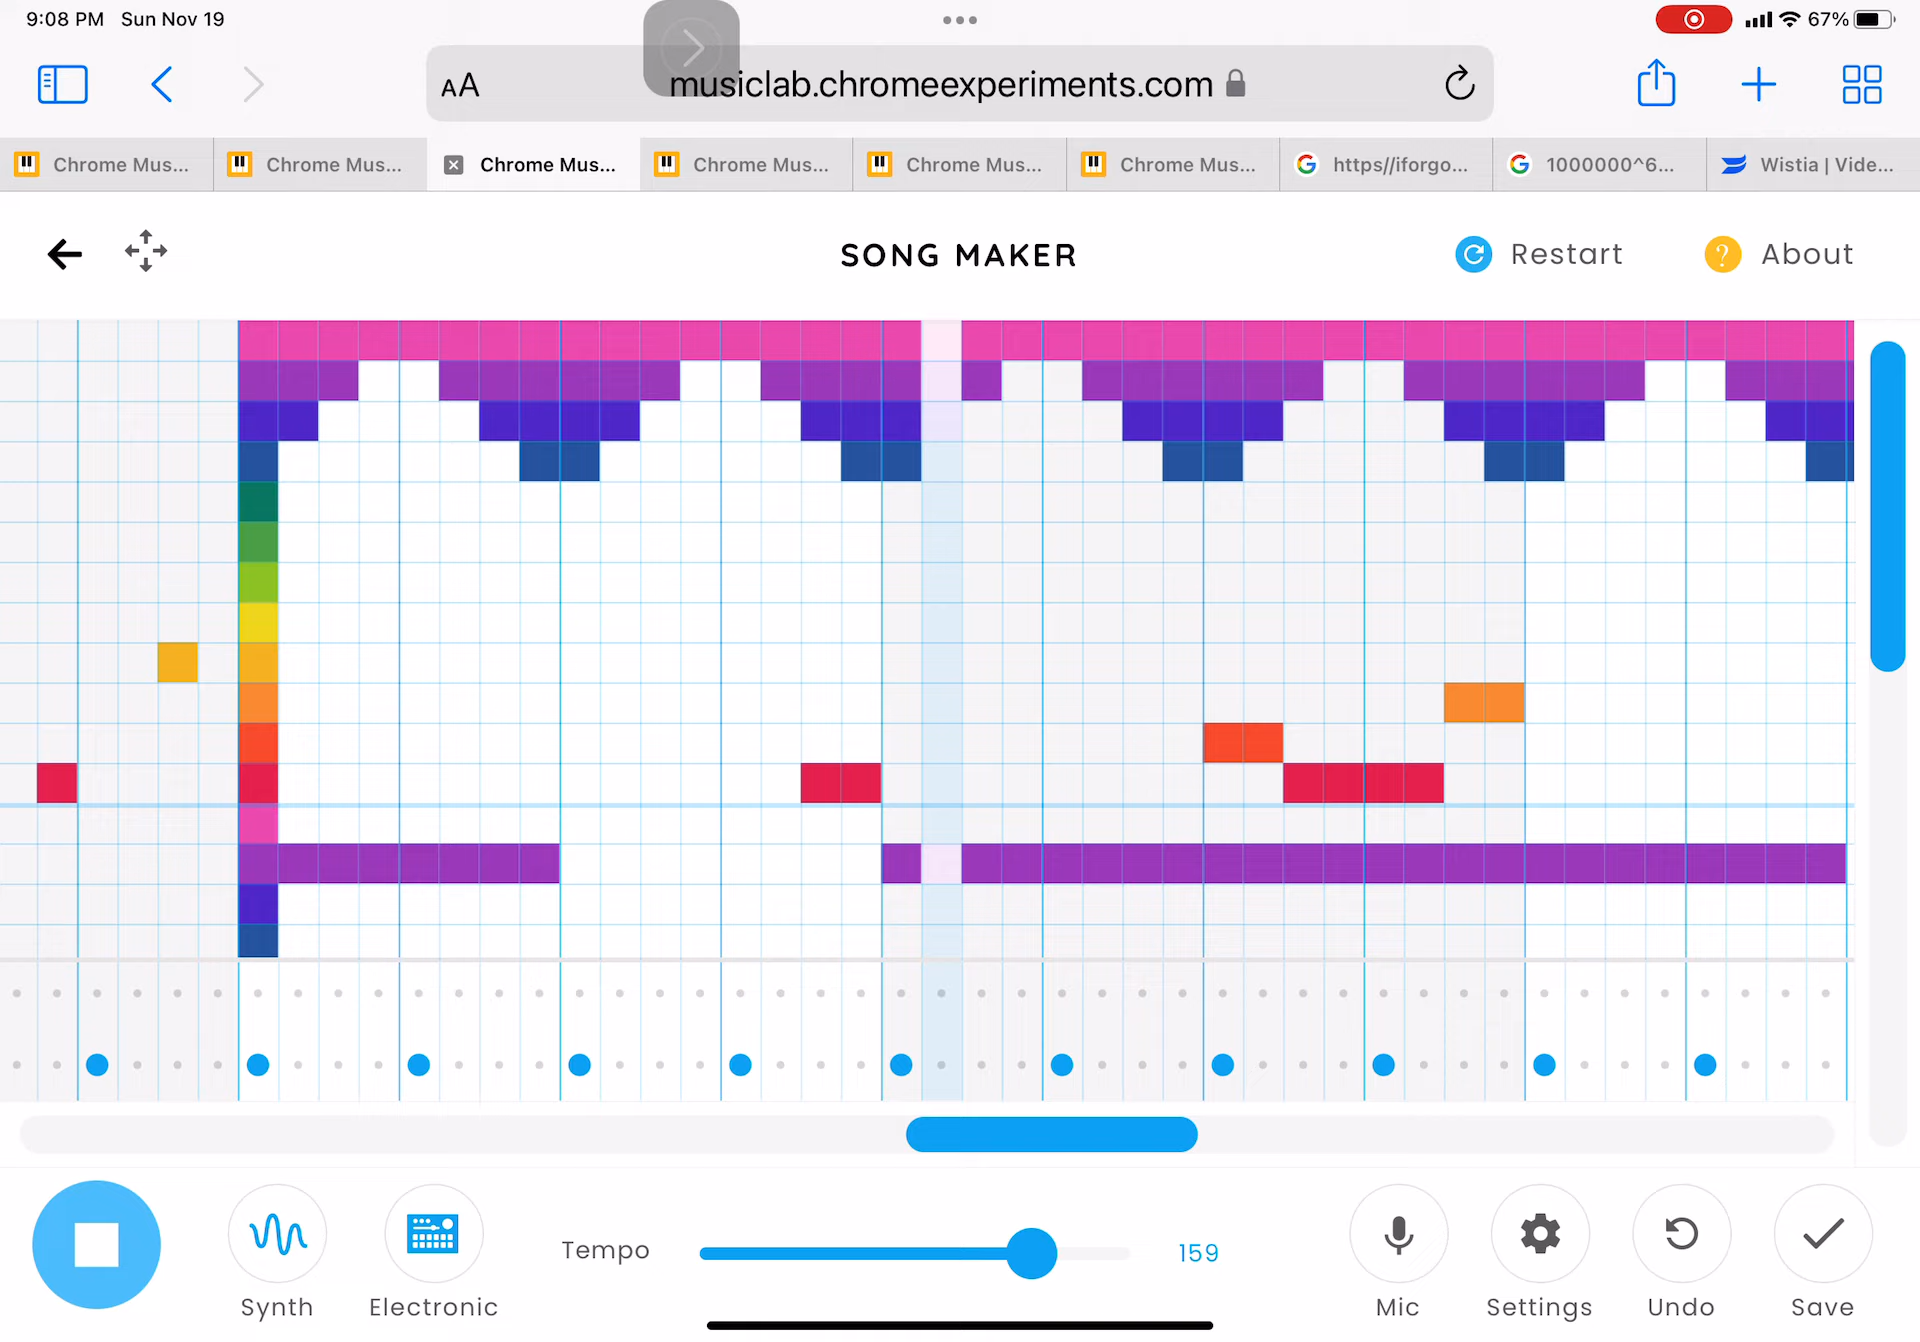 9:08 PM Sun Nov 19
67%
AA musiclab.chromeexperiments.com
Chrome Mus... Chrome Mus... Chrome Mus... Chrome Mus... Chrome Mus... Chrome Mus... https//iforgo... 1000000^6... Wistia | Vide...
SONG MAKER
Restart
? About
Tempo 159
Synth Electronic Mic Settings Undo Save